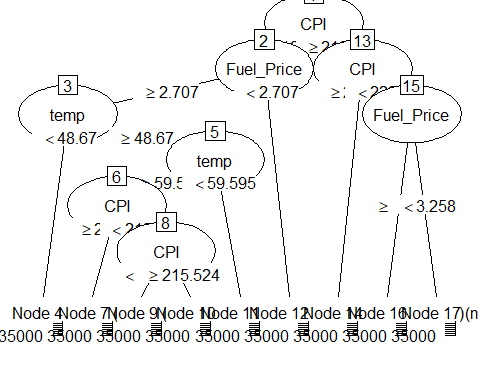 CPI
2
13
Fuel_Price
CPI
3
15
≥ 2.707
< 2.707
temp
Fuel_Price
< 48.67
≥ 48.67
5
temp
6
< 59.595
CPI
8
≥
< 3.258
CPI
<
≥ 215.524
Node 4 Node 7 Node 9 Node 10 Node 11 Node 12 Node 14 Node 16 Node 17 )(n
35000 35000 35000 35000 35000 35000 35000 35000 35000